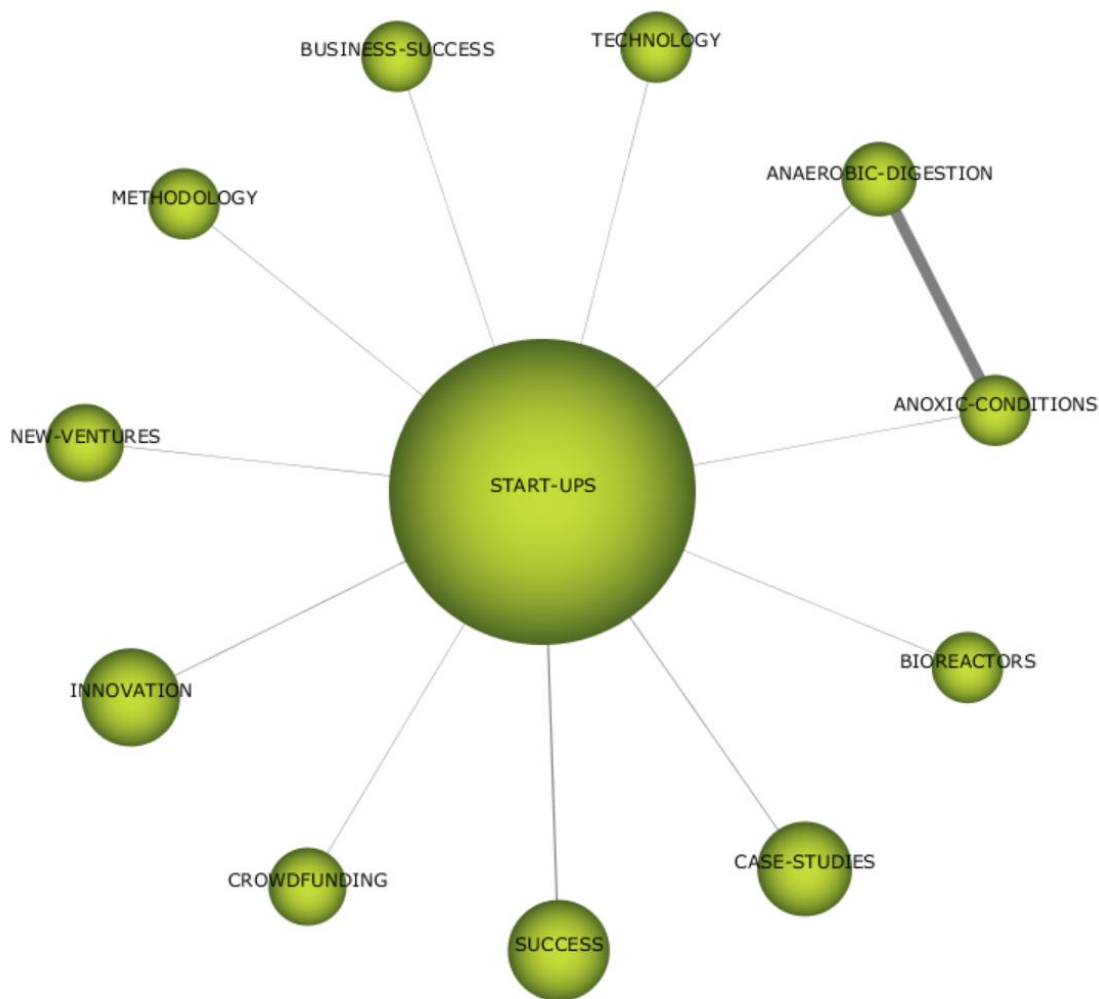 TECHNOLOGY
BUSINESS-SUCCESS
ANAEROBIC-DIGESTION
METHODOLOGY
ANOXIC-CONDITIONS
NEW-VENTURES
START-UPS
BIOREACTORS
INNOVATION
CASE-STUDIES
CROWDFUNDING
SUCCESS